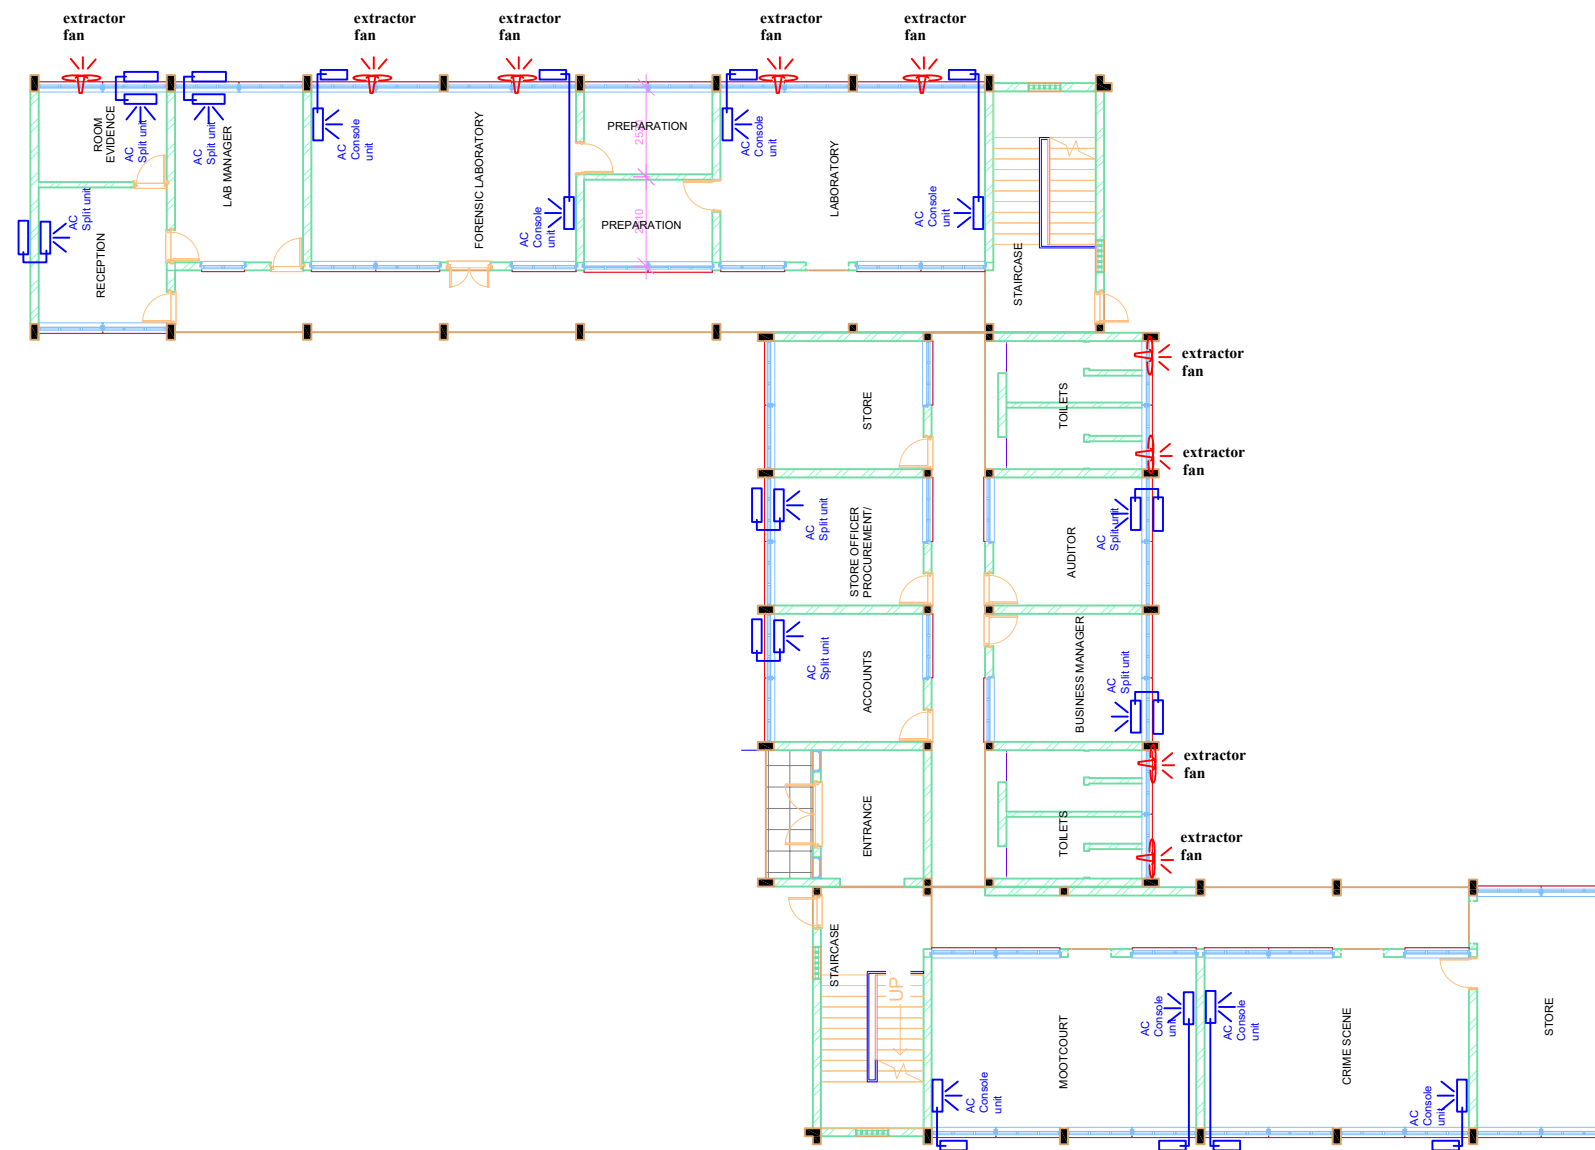 extractor
fan
extractor
fan
extractor
fan
extractor
fan
extractor
fan
ROOM
EVIDENCE
AC
Split unit
AC
Split unit
LAB MANAGER
AC
Console
unit
FORENSIC LABORATORY
AC
Console
unit
PREPARATION
PREPARATION
AC
Console
unit
LABORATORY
AC
Console
unit
STAIRCASE
AC
Split unit
RECEPTION
STORE
TOILETS
extractor
fan
extractor
fan
AC
Split unit
STORE OFFICER
PROCUREMENT/
AUDITOR
AC
Split unit
AC
Split unit
ACCOUNTS
BUSINESS MANAGER
AC
Split unit
ENTRANCE
TOILETS
extractor
fan
extractor
fan
STAIRCASE
UP
AC
Console
unit
MOOTCOURT
AC
Console
unit
AC
Console
unit
CRIME SCENE
AC
Console
unit
STORE